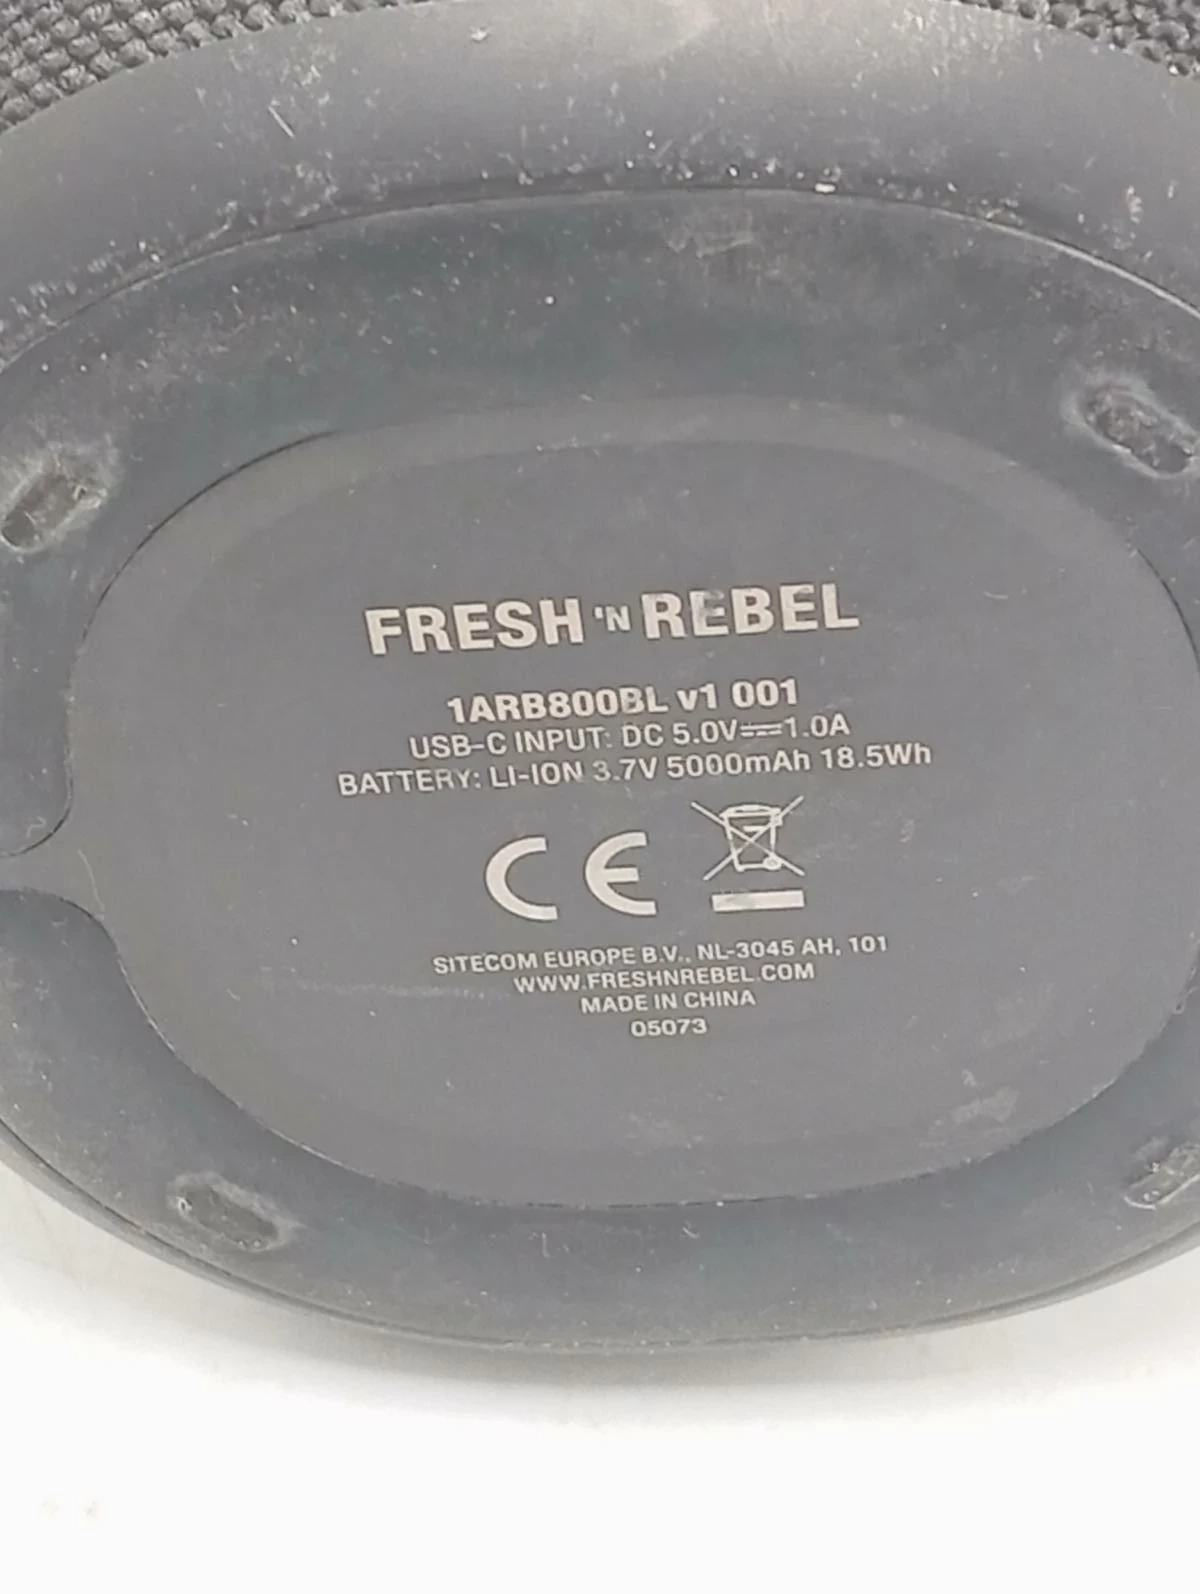 FRESH 'N REBEL
1ARB800BL v1 001
USB-C INPUT: DC 5.0V⎓1.0A
BATTERY: LI-ION 3.7V 5000mAh 18.5Wh
CE
SITECOM EUROPE B.V., NL-3045 AH, 101
WWW.FRESHNREBEL.COM
MADE IN CHINA
05073